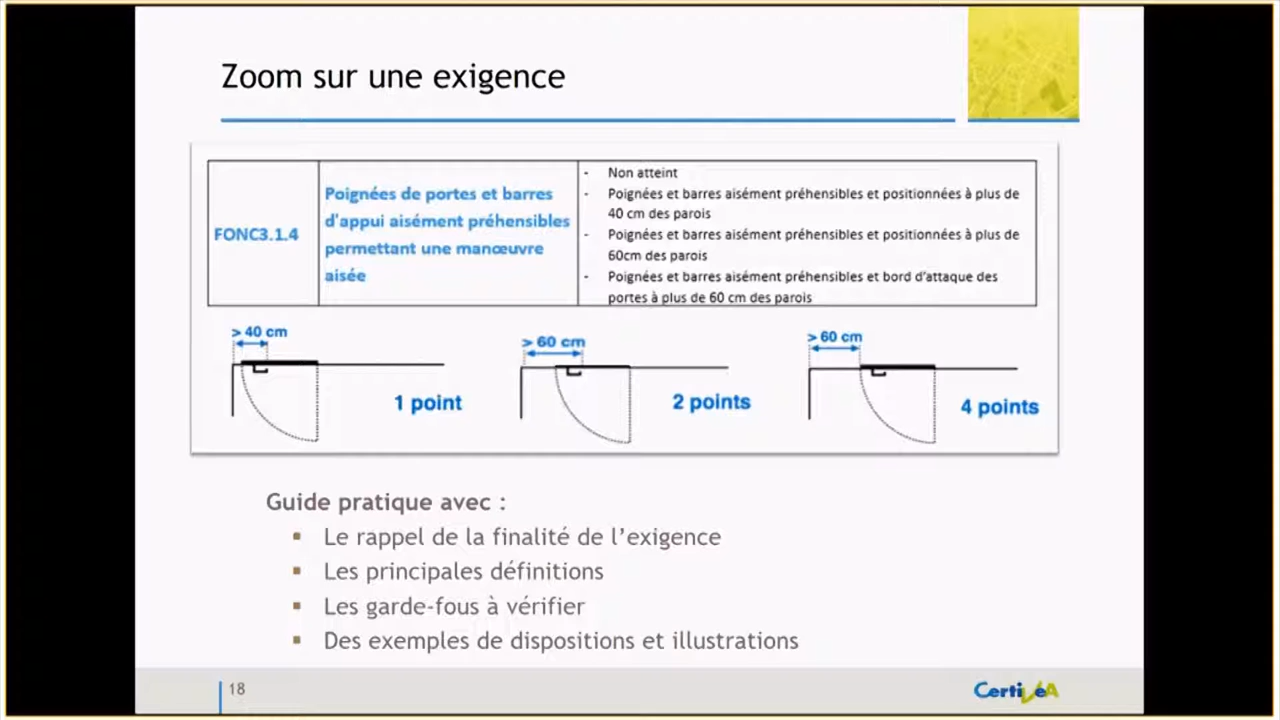 Zoom sur une exigence
FONC3.1.4
Poignées de portes et barres
d'appui aisément préhensibles
permettant une manœuvre
aisée
- Non atteint
- Poignées et barres aisément préhensibles et positionnées à plus de
40 cm des parois
- Poignées et barres aisément préhensibles et positionnées à plus de
60cm des parois
- Poignées et barres aisément préhensibles et bord d'attaque des
portes à plus de 60 cm des parois
> 40 cm
1 point
> 60 cm
2 points
> 60 cm
4 points
Guide pratique avec :
▪ Le rappel de la finalité de l’exigence
▪ Les principales définitions
▪ Les garde-fous à vérifier
▪ Des exemples de dispositions et illustrations
18
CertiVéA